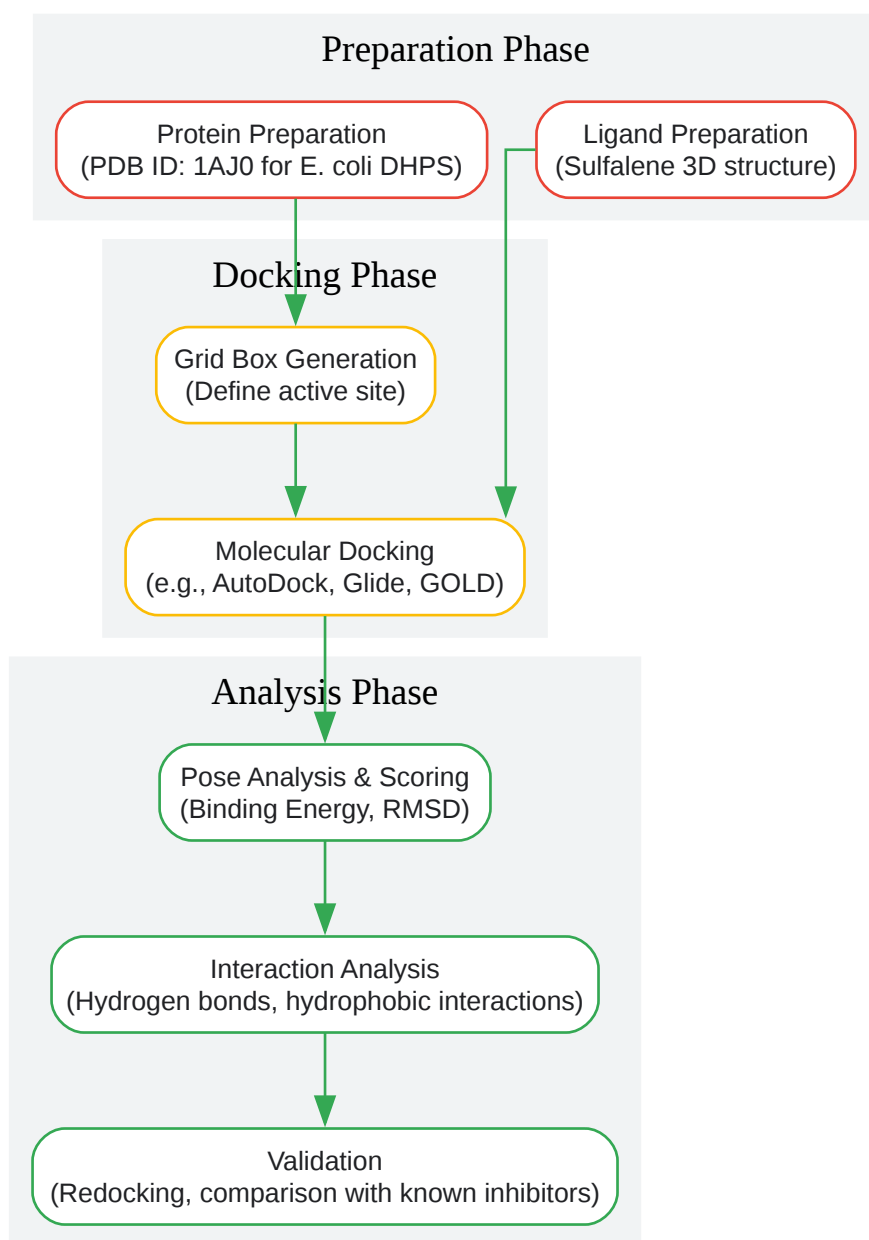 Preparation Phase
Protein Preparation
(PDB ID: 1AJ0 for E. coli DHPS)
Ligand Preparation
(Sulfalene 3D structure)
Docking Phase
Grid Box Generation
(Define active site)
Molecular Docking
(e.g., AutoDock, Glide, GOLD)
Analysis Phase
Pose Analysis & Scoring
(Binding Energy, RMSD)
Interaction Analysis
(Hydrogen bonds, hydrophobic interactions)
Validation
(Redocking, comparison with known inhibitors)